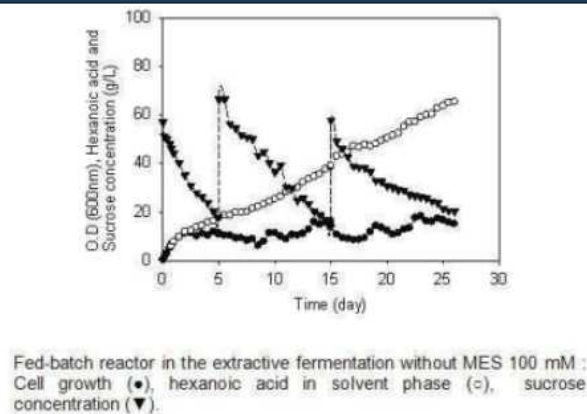 100
80
60
40
20
0
O.D (600nm), Hexanoic acid and
Sucrose concentration (g/L)
0 5 10 15 20 25 30
Time (day)
Fed-batch reactor in the extractive fermentation without MES 100 mM :
Cell growth (●), hexanoic acid in solvent phase (○), sucrose
concentration (▼).